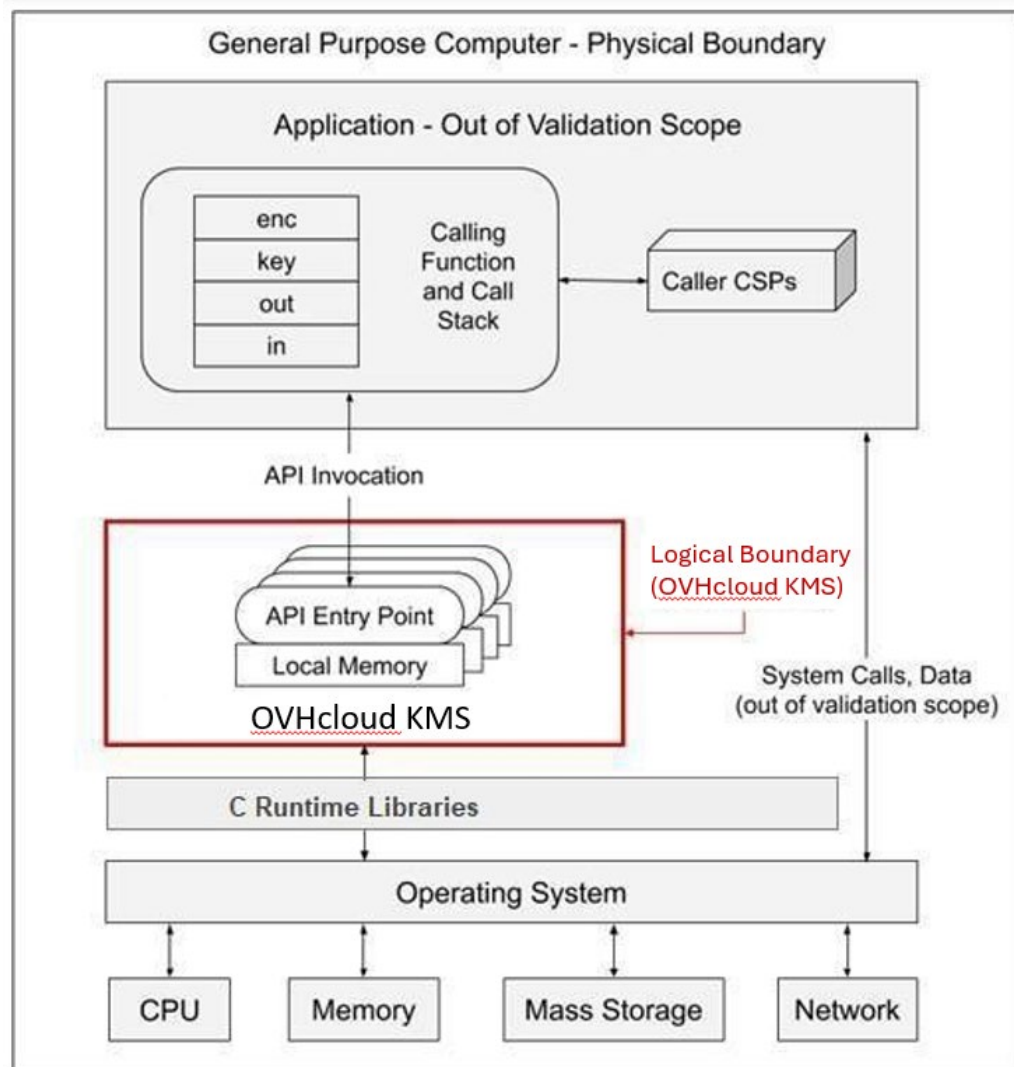 General Purpose Computer - Physical Boundary
Application - Out of Validation Scope
enc
key
out
in
Calling
Function
and Call
Stack
Caller CSPs
API Invocation
API Entry Point
Local Memory
OVHcloud KMS
Logical Boundary
(OVHcloud KMS)
System Calls, Data
(out of validation scope)
C Runtime Libraries
Operating System
CPU
Memory
Mass Storage
Network